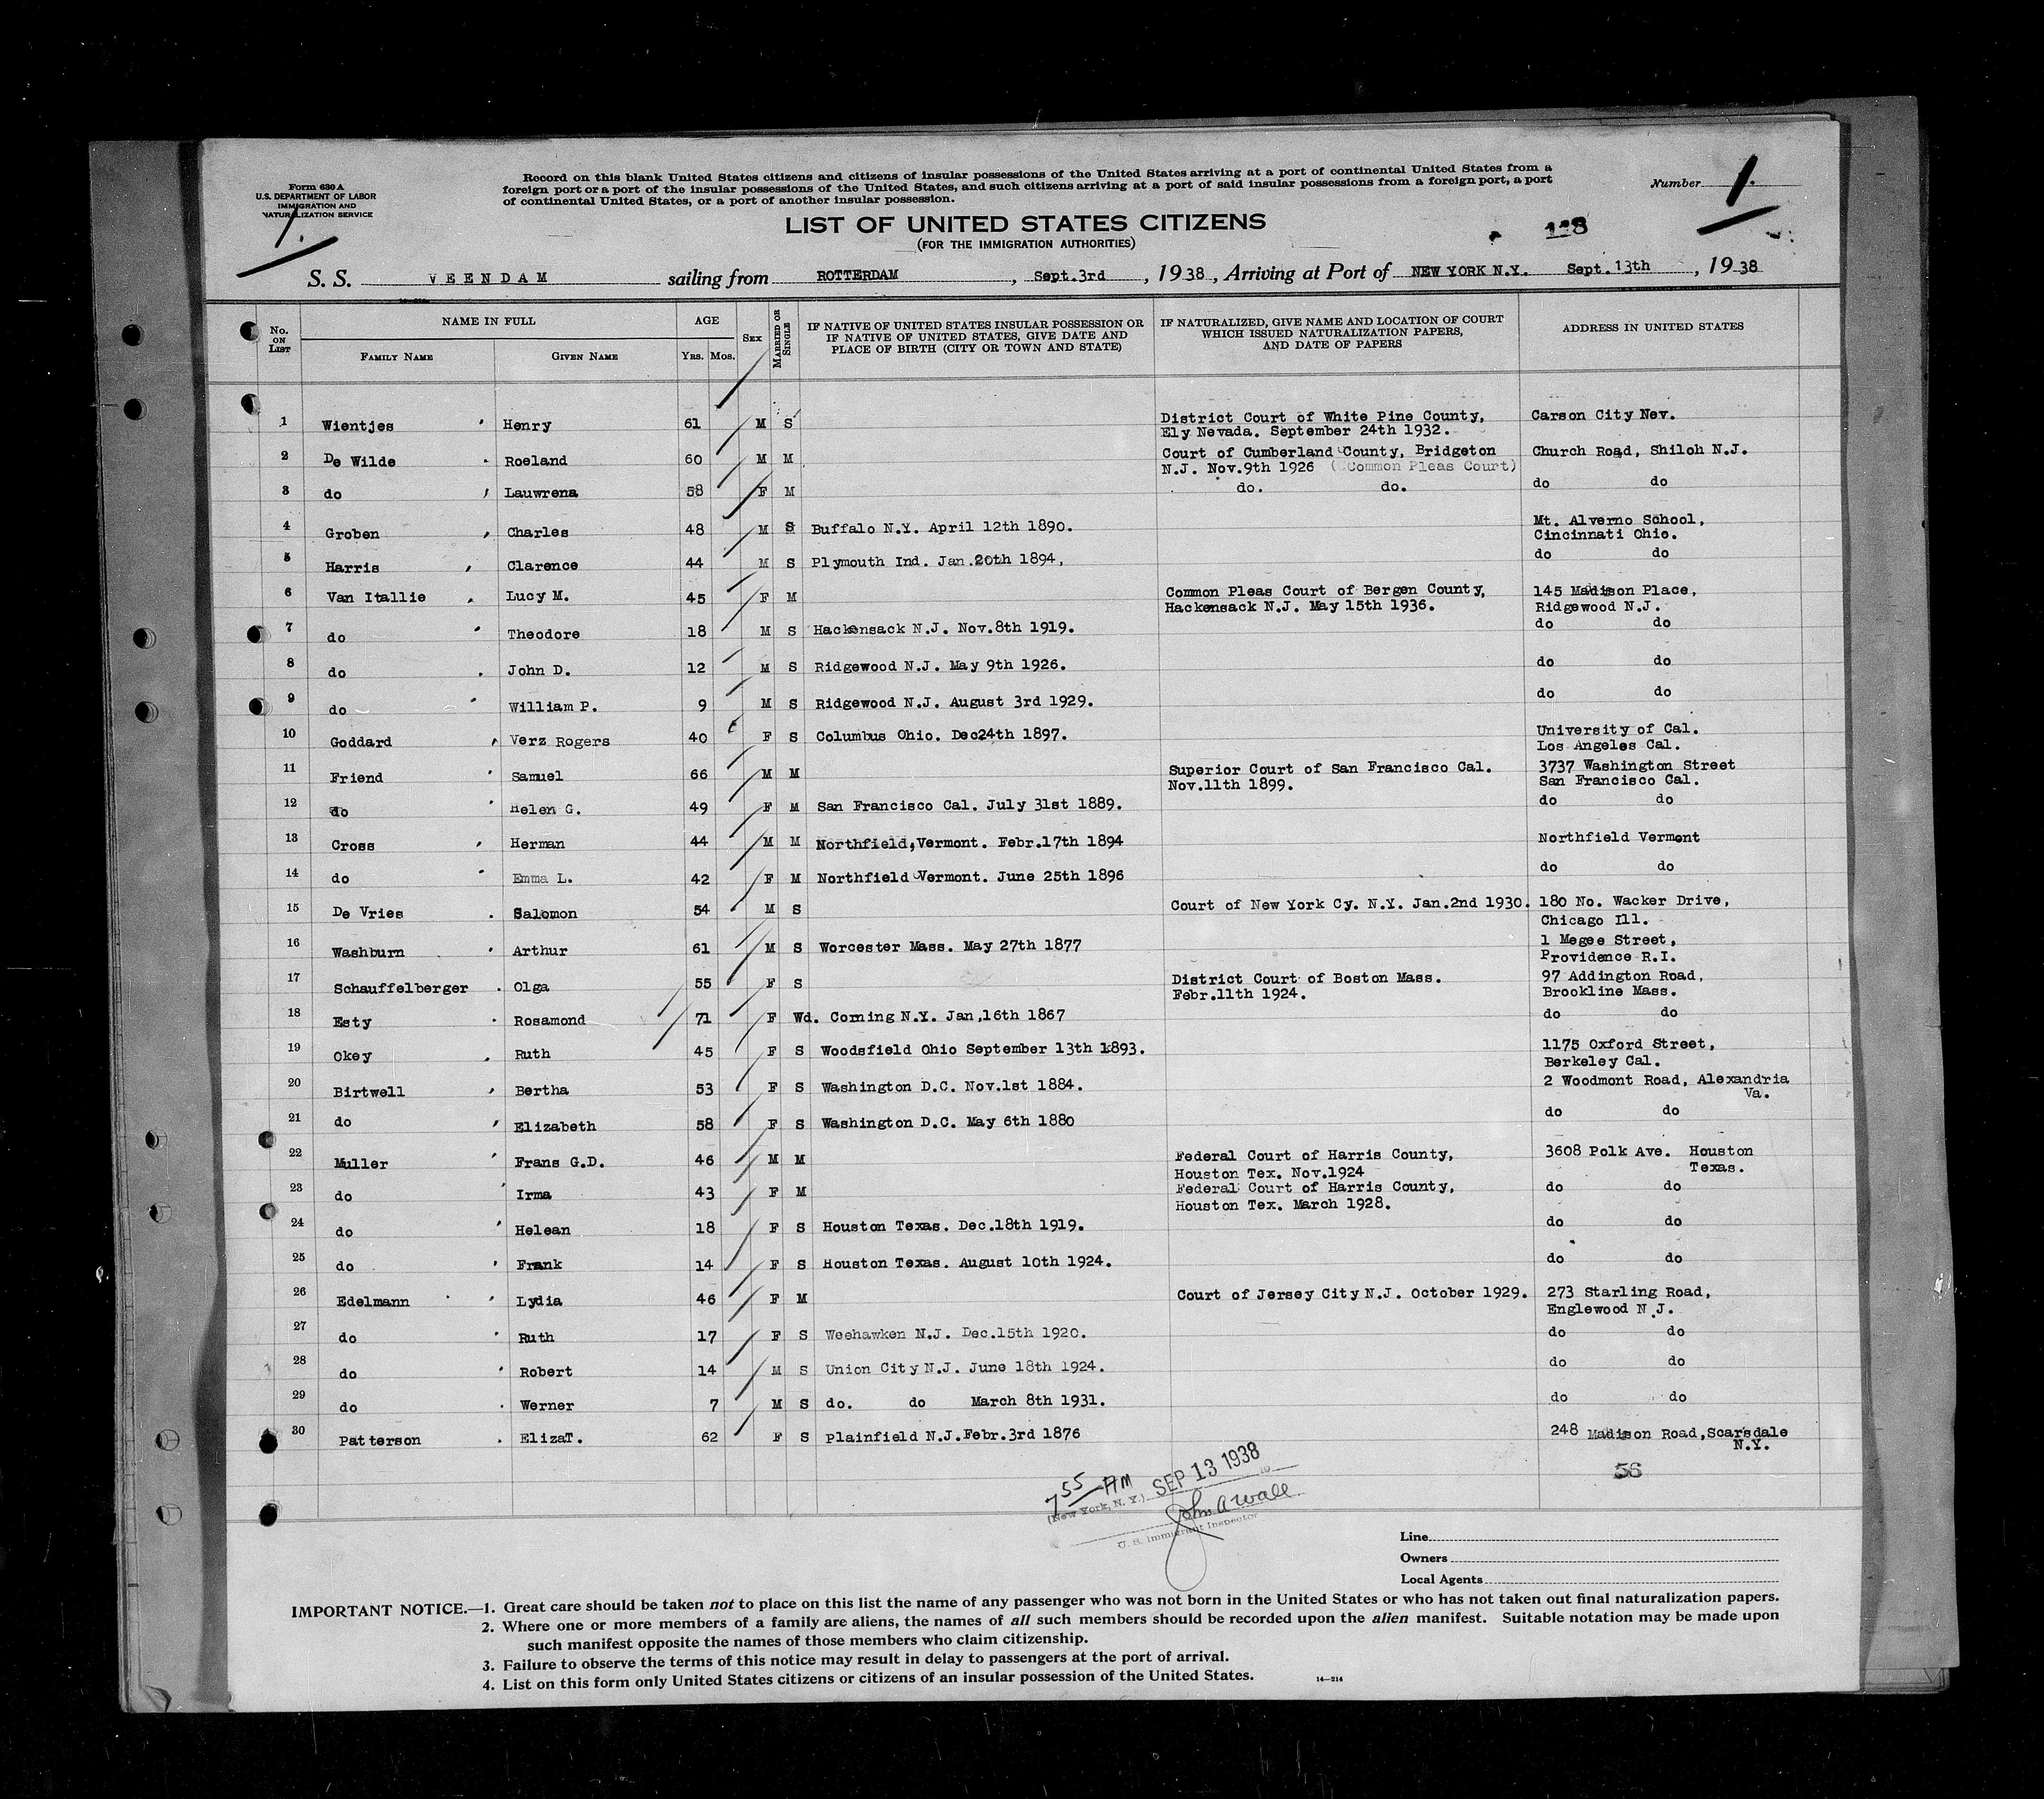 Form 630 A
U.S. DEPARTMENT OF LABOR
IMMIGRATION AND
NATURALIZATION SERVICE
1.
Record on this blank United States citizens and citizens of insular possessions of the United States arriving at a port of continental United States from a
foreign port or a port of the insular possessions of the United States, and such citizens arriving at a port of said insular possessions from a foreign port, a port
of continental United States, or a port of another insular possession.
Number 1.
LIST OF UNITED STATES CITIZENS
(FOR THE IMMIGRATION AUTHORITIES)
118
S. S. VEENDAM sailing from ROTTERDAM, Sept.3rd, 1938, Arriving at Port of NEW YORK N.Y. Sept.13th, 1938
No. ON LIST NAME IN FULL FAMILY NAME GIVEN NAME AGE YRS. MOS. SEX MARRIED OR SINGLE IF NATIVE OF UNITED STATES INSULAR POSSESSION OR IF NATIVE OF UNITED STATES, GIVE DATE AND PLACE OF BIRTH (CITY OR TOWN AND STATE) IF NATURALIZED, GIVE NAME AND LOCATION OF COURT WHICH ISSUED NATURALIZATION PAPERS, AND DATE OF PAPERS ADDRESS IN UNITED STATES
1 Wientjes Henry 61 M S District Court of White Pine County, Carson City Nev.
Ely Nevada. September 24th 1932.
2 De Wilde Roeland 60 M M Court of Cumberland County, Bridgeton Church Road, Shiloh N.J.
N.J. Nov.9th 1926 (Common Pleas Court)
3 do Lauwrena 58 F M do. do. do do
4 Groben Charles 48 M S Buffalo N.Y. April 12th 1890. Mt. Alverno School,
Cincinnati Ohio.
5 Harris Clarence 44 M S Plymouth Ind. Jan.20th 1894, do do
6 Van Itallie Lucy M. 45 F M Common Pleas Court of Bergen County, 145 Madison Place,
Hackensack N.J. May 15th 1936. Ridgewood N.J.
7 do Theodore 18 M S Hackensack N.J. Nov.8th 1919. do do
8 do John D. 12 M S Ridgewood N.J. May 9th 1926. do do
9 do William P. 9 M S Ridgewood N.J. August 3rd 1929. do do
10 Goddard Verz Rogers 40 F S Columbus Ohio. Dec24th 1897. University of Cal.
Los Angeles Cal.
11 Friend Samuel 66 M M Superior Court of San Francisco Cal. 3737 Washington Street
Nov.11th 1899. San Francisco Cal.
12 do Helen G. 49 F M San Francisco Cal. July 31st 1889. do do
13 Cross Herman 44 M M Northfield,Vermont. Febr.17th 1894 Northfield Vermont
14 do Emma L. 42 F M Northfield Vermont. June 25th 1896 do do
15 De Vries Salomon 54 M S Court of New York Cy. N.Y. Jan.2nd 1930. 180 No. Wacker Drive,
Chicago Ill.
16 Washburn Arthur 61 M S Worcester Mass. May 27th 1877 1 Megee Street,
Providence R.I.
17 Schauffelberger Olga 55 F S District Court of Boston Mass. 97 Addington Road,
Febr.11th 1924. Brookline Mass.
18 Esty Rosamond 71 F Wd. Corning N.Y. Jan,16th 1867 do do
19 Okey Ruth 45 F S Woodsfield Ohio September 13th 1893. 1175 Oxford Street,
Berkeley Cal.
20 Birtwell Bertha 53 F S Washington D.C. Nov.1st 1884. 2 Woodmont Road, Alexandria
Va.
21 do Elizabeth 58 F S Washington D.C. May 6th 1880 do do
22 Muller Frans G.D. 46 M M Federal Court of Harris County, 3608 Polk Ave. Houston
Houston Tex. Nov.1924 Texas.
23 do Irma 43 F M Federal Court of Harris County, do do
Houston Tex. March 1928.
24 do Helean 18 F S Houston Texas. Dec.18th 1919. do do
25 do Frank 14 F S Houston Texas. August 10th 1924. do do
26 Edelmann Lydia 46 F M Court of Jersey City N.J. October 1929. 273 Starling Road,
Englewood N.J.
27 do Ruth 17 F S Weehawken N.J. Dec.15th 1920. do do
28 do Robert 14 M S Union City N.J. June 18th 1924. do do
29 do Werner 7 M S do. do March 8th 1931. do do
30 Patterson ElizaT. 62 F S Plainfield N.J.Febr.3rd 1876 248 Madison Road,Scarsdale
N.Y.
56
7 55 AM SEP 13 1938
(New York, N. Y.)
John A Wall
U. S. Immigrant Inspector
Line
Owners
Local Agents
IMPORTANT NOTICE.—1. Great care should be taken not to place on this list the name of any passenger who was not born in the United States or who has not taken out final naturalization papers.
2. Where one or more members of a family are aliens, the names of all such members should be recorded upon the alien manifest. Suitable notation may be made upon
such manifest opposite the names of those members who claim citizenship.
3. Failure to observe the terms of this notice may result in delay to passengers at the port of arrival.
4. List on this form only United States citizens or citizens of an insular possession of the United States. 14—214